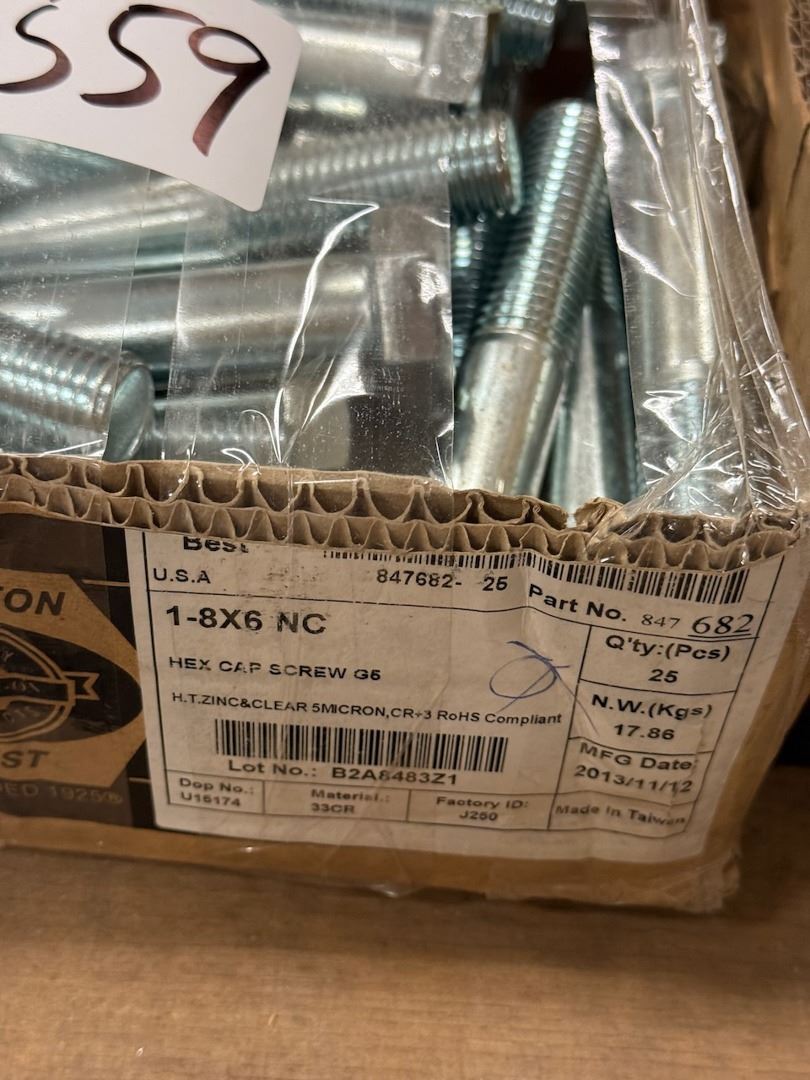 559
Best
U.S.A
847682- 25
Part No. 847 682
1-8X6 NC
HEX CAP SCREW G5
H.T.ZINC&CLEAR 5MICRON,CR+3 RoHS Compliant
Q'ty:(Pcs)
25
N.W.(Kgs)
17.86
MFG Date:
2013/11/12
Lot No.: B2A8483Z1
Dop No.:
U15174
Material.:
33CR
Factory ID:
J250
Made In Taiwan
TON
ST
1925®